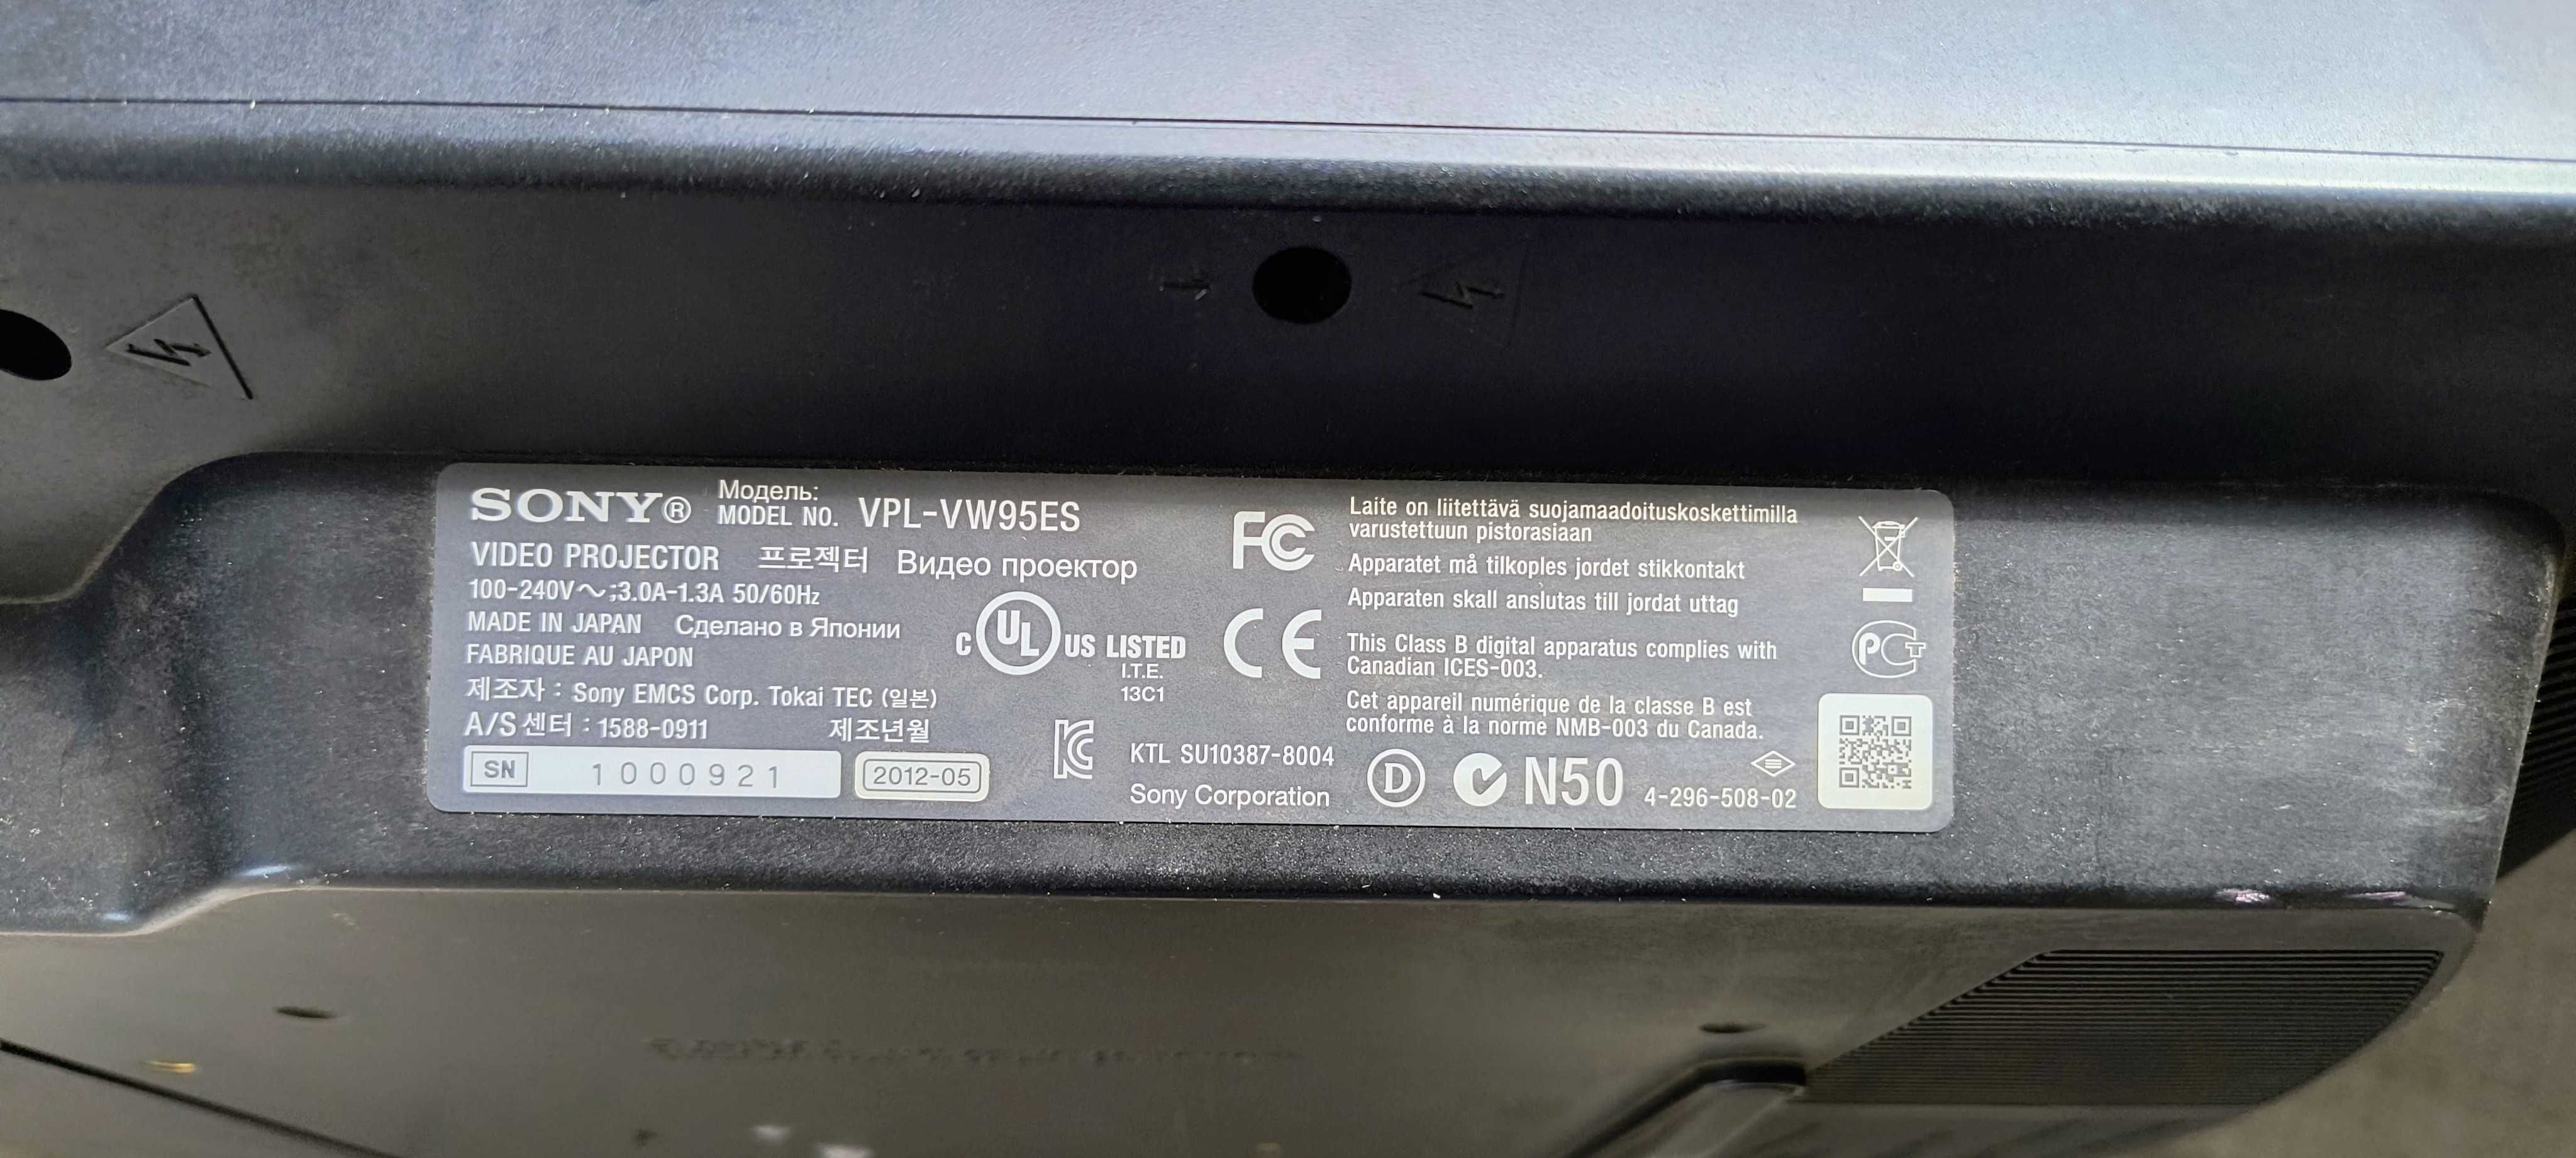 SONY® Модель: MODEL NO. VPL-VW95ES
VIDEO PROJECTOR 프로젝터 Видео проектор
100-240V～;3.0A-1.3A 50/60Hz
MADE IN JAPAN Сделано в Японии
FABRIQUE AU JAPON
제조자 : Sony EMCS Corp. Tokai TEC (일본)
A/S 센터 : 1588-0911 제조년월
SN 1000921 2012-05
C UL US LISTED
I.T.E.
13C1
KTL SU10387-8004
Sony Corporation
FC
CE
Laite on liitettävä suojamaadoituskoskettimilla
varustettuun pistorasiaan
Apparatet må tilkoples jordet stikkontakt
Apparaten skall anslutas till jordat uttag
This Class B digital apparatus complies with
Canadian ICES-003.
Cet appareil numérique de la classe B est
conforme à la norme NMB-003 du Canada.
D N50 4-296-508-02
PCT